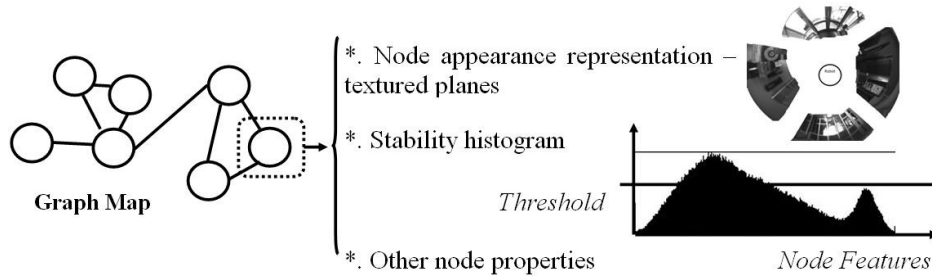 *. Node appearance representation –
textured planes
*. Stability histogram
Graph Map
Threshold
*. Other node properties
Node Features